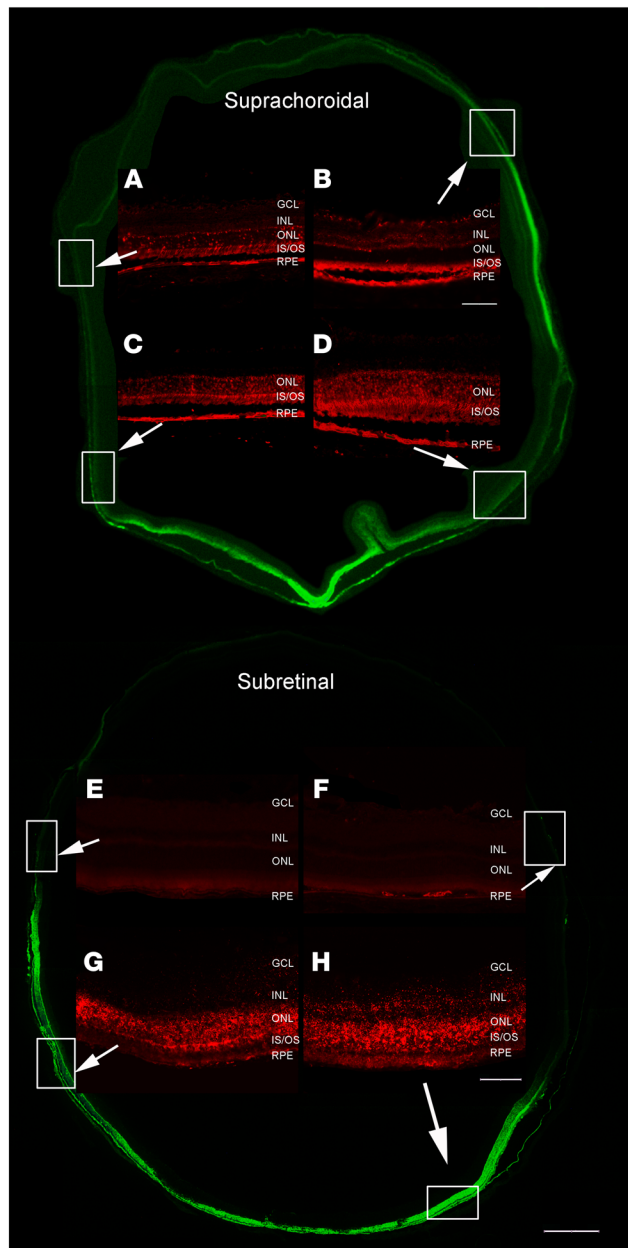 Suprachoroidal
A
GCL
INL
ONL
IS/OS
RPE
B
GCL
INL
ONL
IS/OS
RPE
C
ONL
IS/OS
RPE
D
ONL
IS/OS
RPE
Subretinal
E
GCL
INL
ONL
RPE
F
GCL
INL
ONL
RPE
G
GCL
INL
ONL
IS/OS
RPE
H
GCL
INL
ONL
IS/OS
RPE